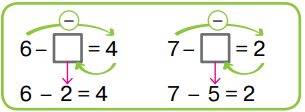 − −
6 − □ = 4 7 − □ = 2
6 − 2 = 4 7 − 5 = 2